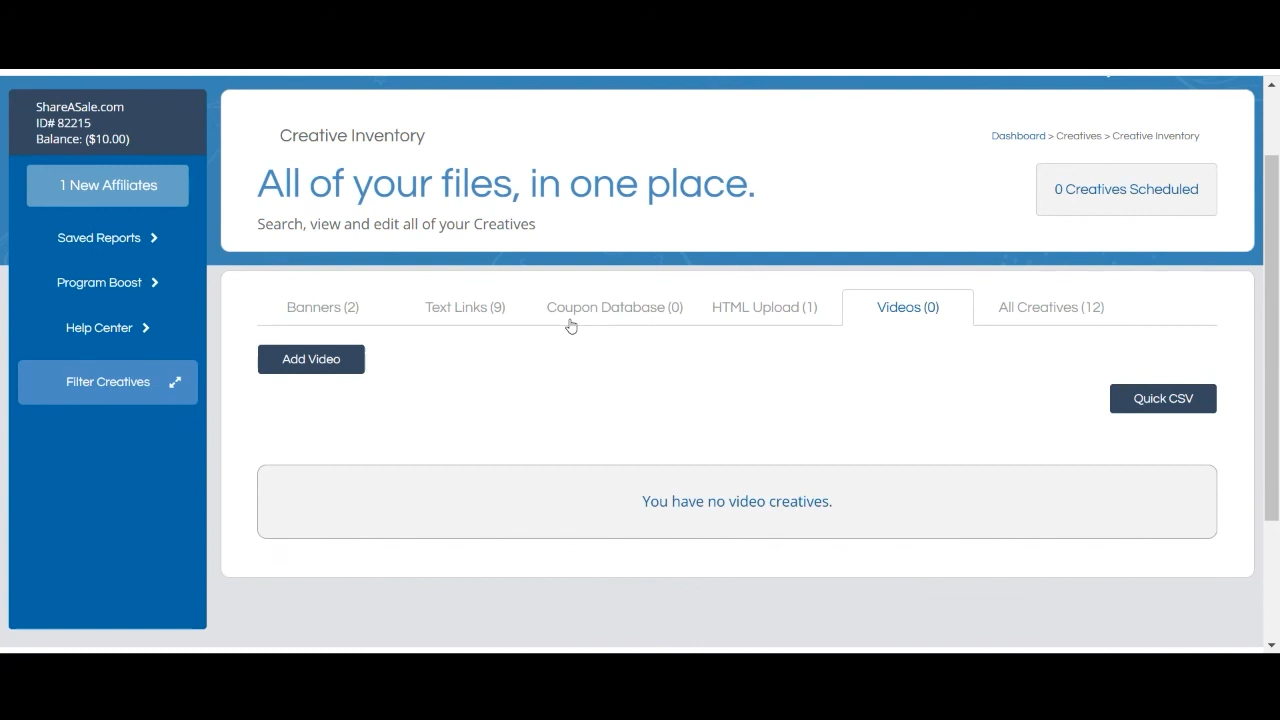 ShareASale.com
ID# 82215
Balance: ($10.00)
1 New Affiliates
Saved Reports
Program Boost
Help Center
Filter Creatives
Creative Inventory
Dashboard > Creatives > Creative Inventory
All of your files, in one place.
0 Creatives Scheduled
Search, view and edit all of your Creatives
Banners (2) Text Links (9) Coupon Database (0) HTML Upload (1) Videos (0) All Creatives (12)
Add Video
Quick CSV
You have no video creatives.